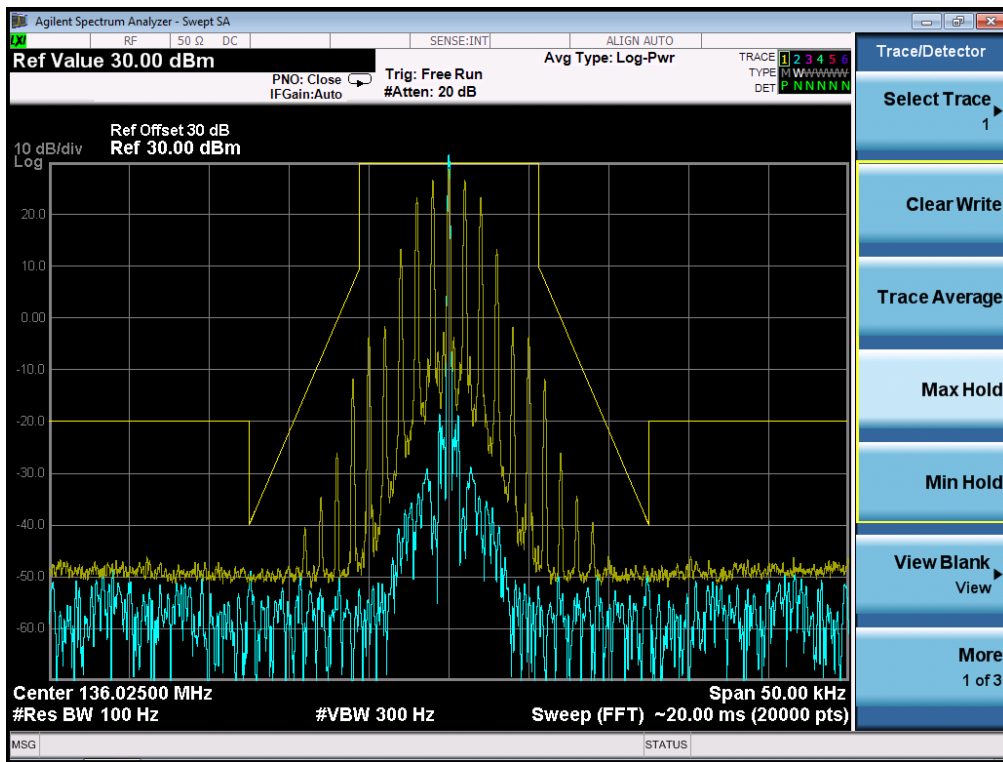 Agilent Spectrum Analyzer - Swept SA
LXI RF 50 Ω DC SENSE:INT ALIGN AUTO
Ref Value 30.00 dBm
PNO: Close
IFGain:Auto
Trig: Free Run
#Atten: 20 dB
Avg Type: Log-Pwr
TRACE 1 2 3 4 5 6
TYPE M W W W W W
DET P N N N N N
Ref Offset 30 dB
10 dB/div Ref 30.00 dBm
Log
20.0
10.0
0.00
-10.0
-20.0
-30.0
-40.0
-50.0
-60.0
Center 136.02500 MHz Span 50.00 kHz
#Res BW 100 Hz #VBW 300 Hz Sweep (FFT) ~20.00 ms (20000 pts)
MSG STATUS
Trace/Detector
Select Trace
1
Clear Write
Trace Average
Max Hold
Min Hold
View Blank
View
More
1 of 3